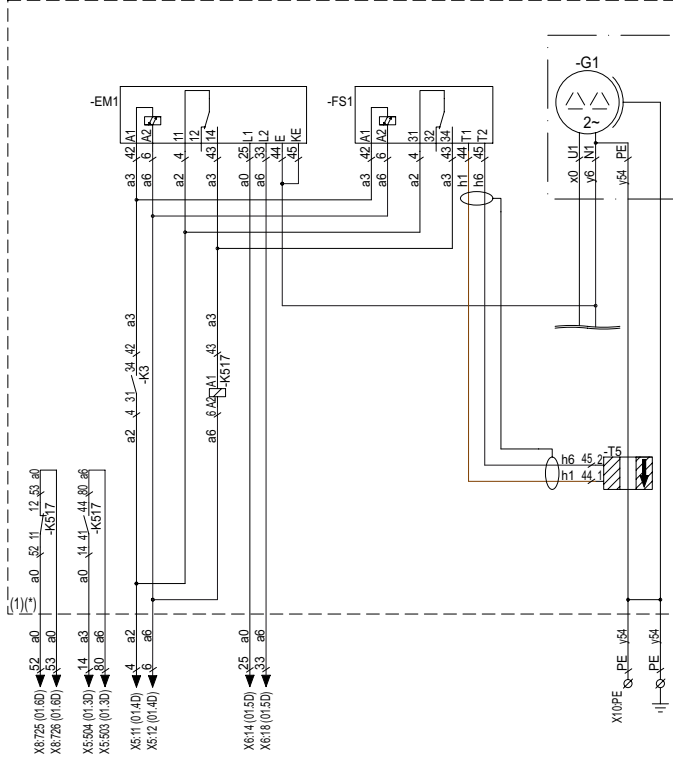 -G1
2~
-EM1
-FS1
A1
A2
11
12
14
L1
L2
E
KE
A1
A2
31
32
34
T1
T2
42
6
4
43
25
33
44
45
42
6
4
43
44
45
U1
N1
PE
a3
a6
a2
a3
a0
a6
a3
a6
a2
a3
h1
h6
x0
y6
y54
a3
a3
42
34
-K3
31
4
a2
43
A1
-K517
A2
6
a6
-T5
h6 45 2
h1 44 1
a0
53
12
-K517
11
52
a0
a6
80
44
-K517
41
14
a0
(1)(*)
a0
a0
a3
a6
a2
a6
a0
a6
y54
y54
52
53
14
80
4
6
25
33
PE
PE
X8:725 (01.6D)
X8:726 (01.6D)
X5:504 (01.3D)
X5:503 (01.3D)
X5:11 (01.4D)
X5:12 (01.4D)
X6:14 (01.5D)
X6:18 (01.5D)
X10:PE